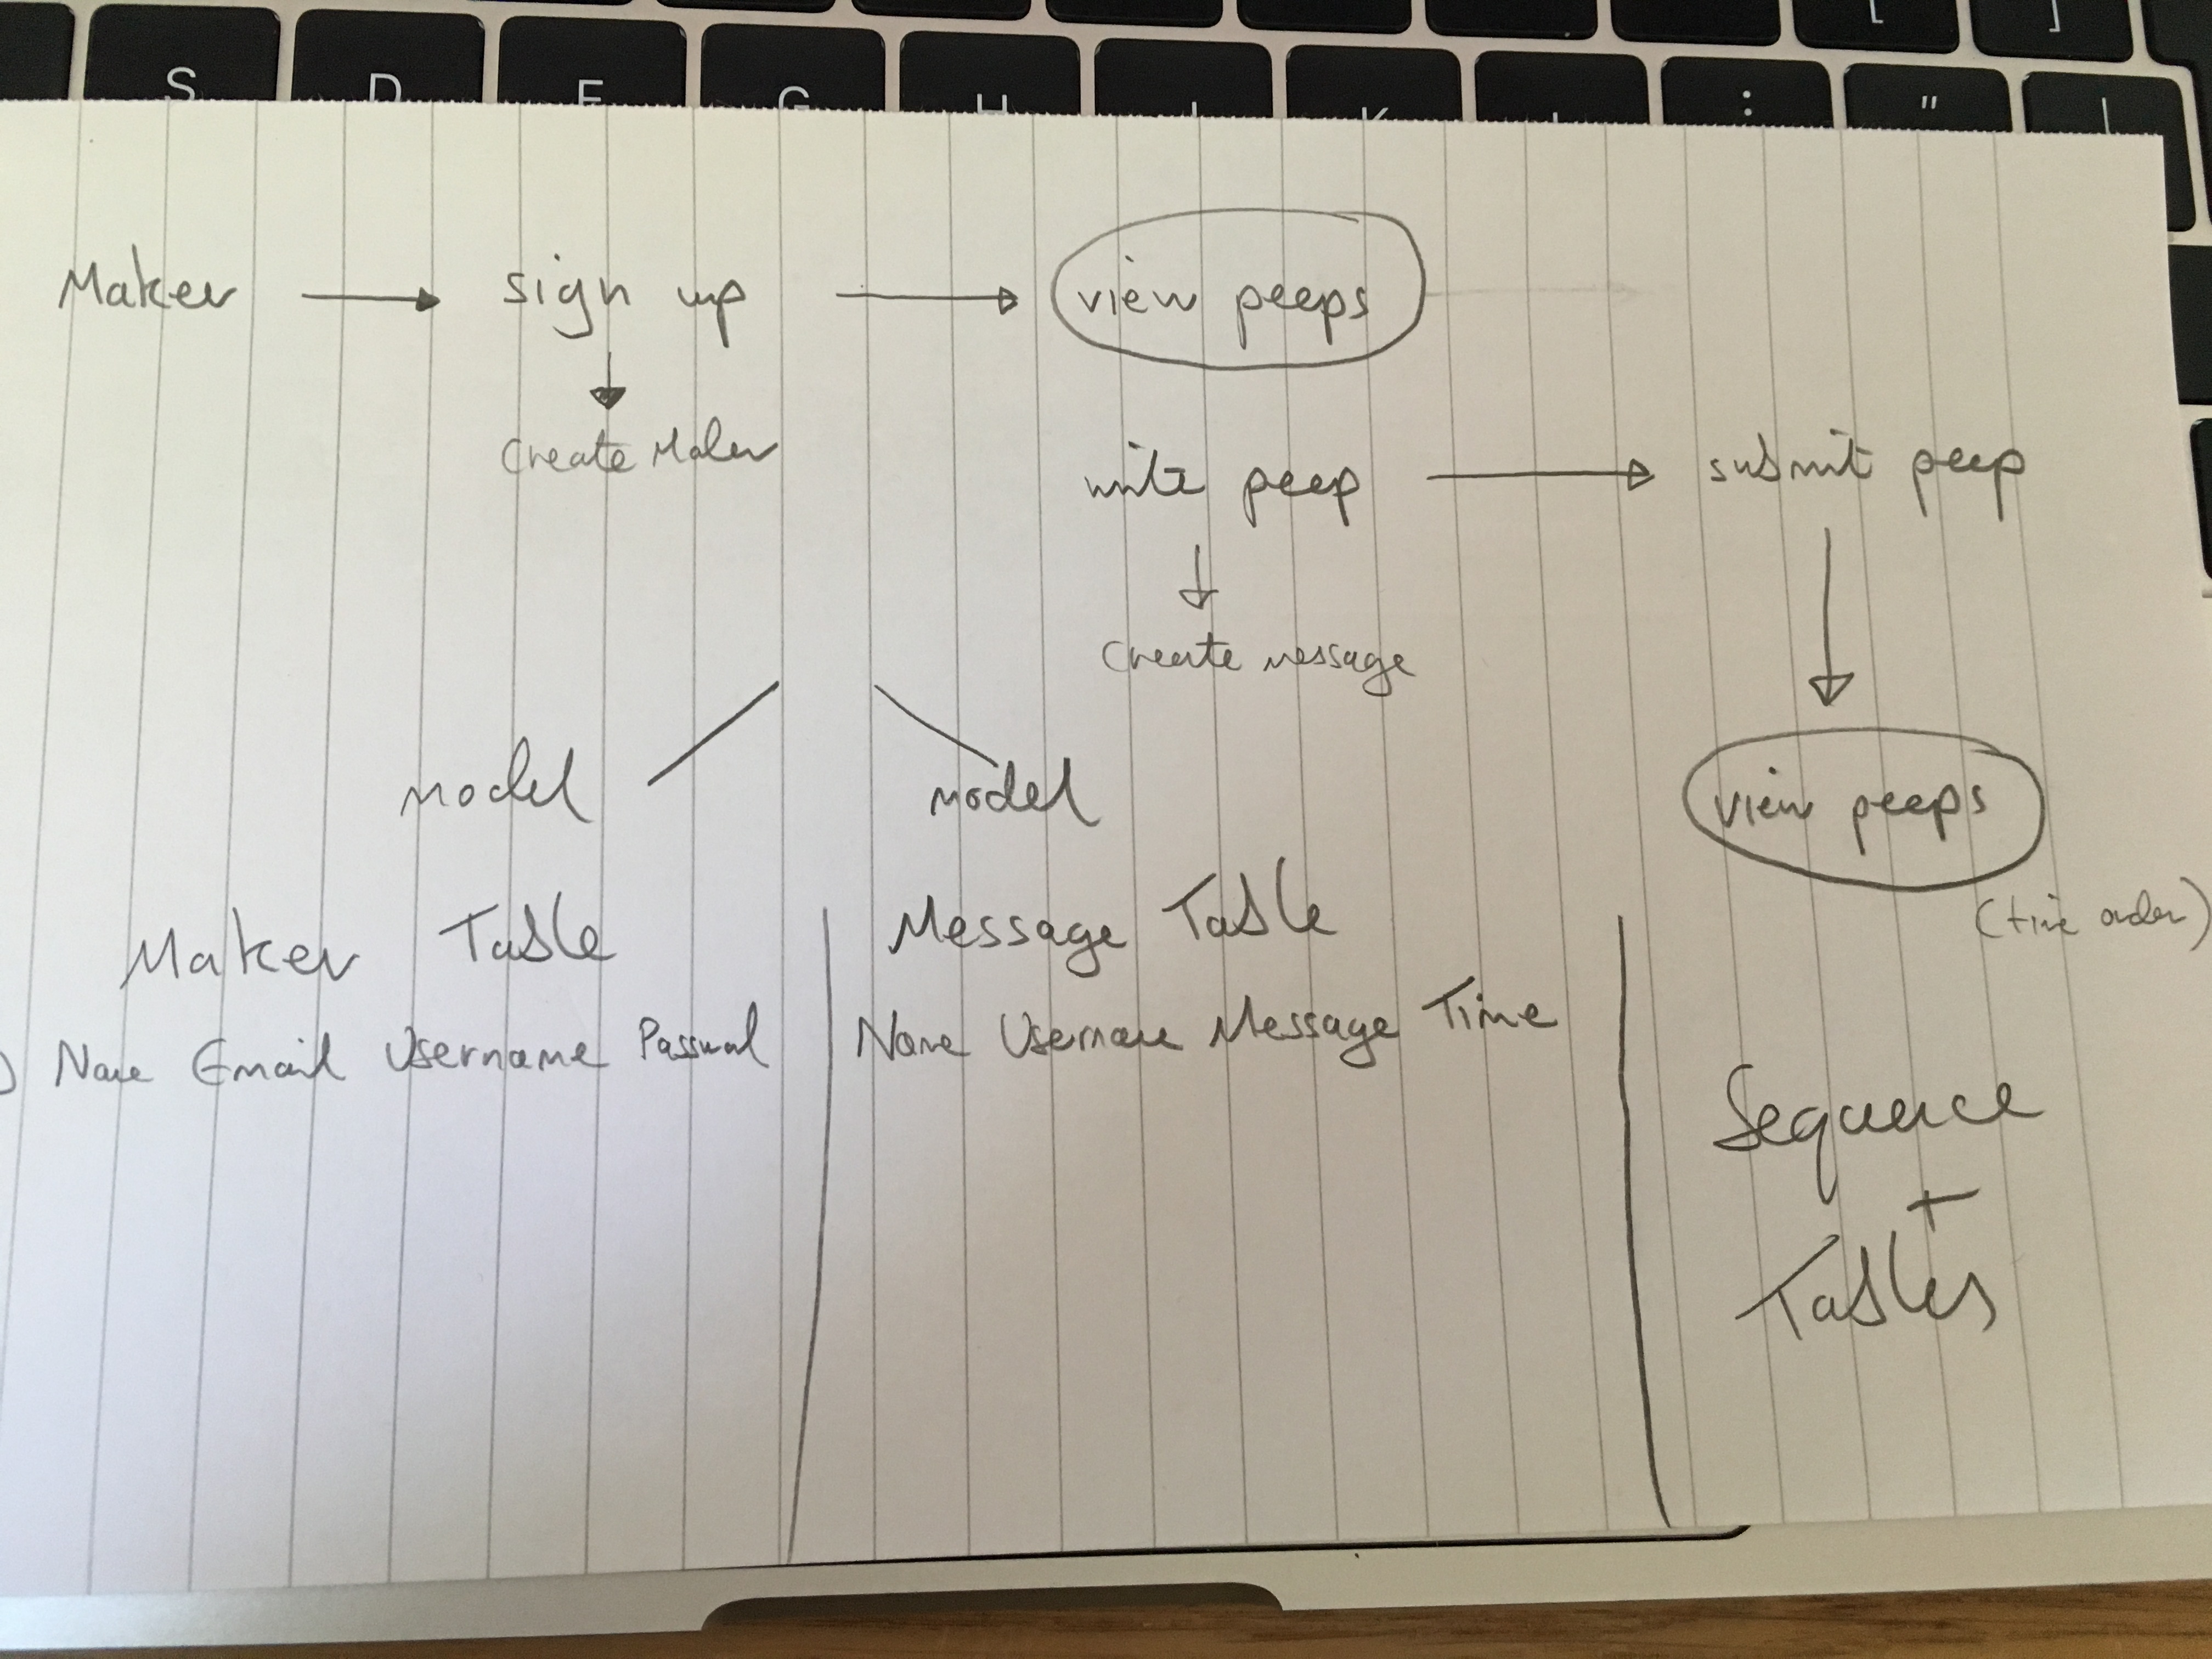 Maker sign up view peeps
Create Maker
write peep submit peep
Create message
model model view peeps
Maker Table Message Table (time order)
Name Email Username Password Name Username Message Time
Sequence
+
Tables
S D F G H J K L : "
[ ]